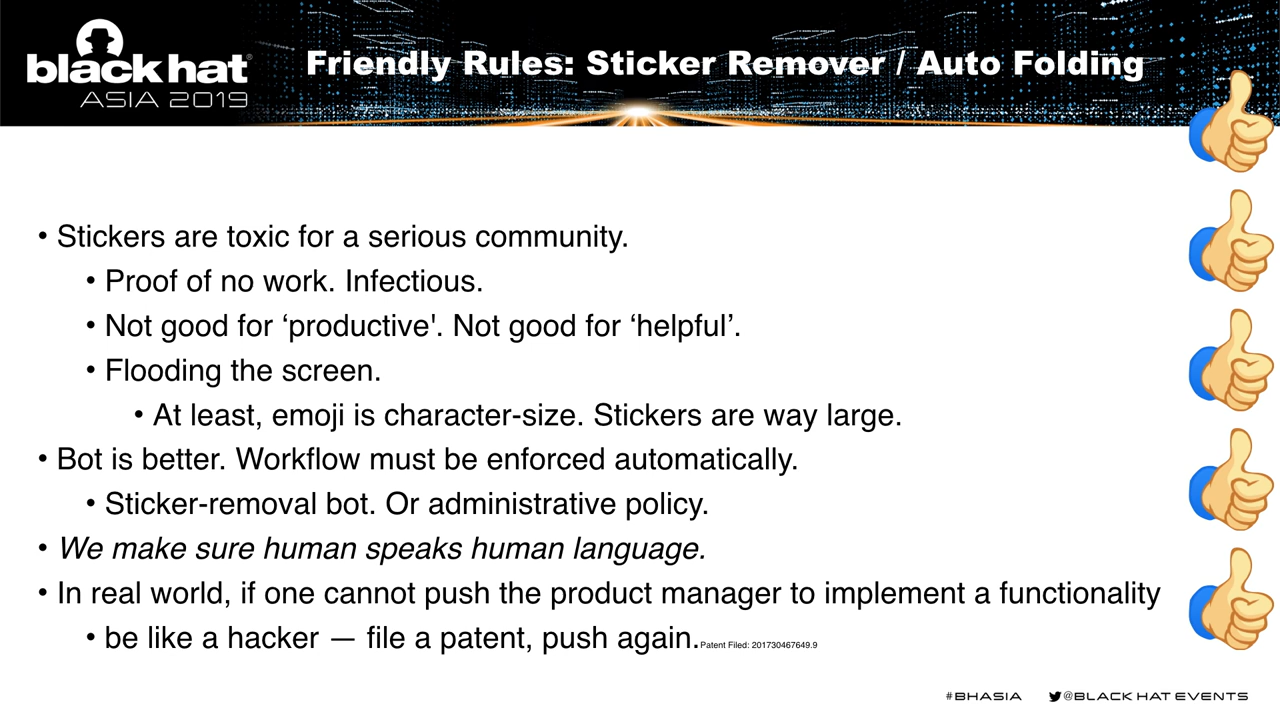 black hat®
ASIA 2019
Friendly Rules: Sticker Remover / Auto Folding
• Stickers are toxic for a serious community.
• Proof of no work. Infectious.
• Not good for ‘productive'. Not good for ‘helpful’.
• Flooding the screen.
• At least, emoji is character-size. Stickers are way large.
• Bot is better. Workflow must be enforced automatically.
• Sticker-removal bot. Or administrative policy.
• We make sure human speaks human language.
• In real world, if one cannot push the product manager to implement a functionality
• be like a hacker — file a patent, push again.Patent Filed: 201730467649.9
#BHASIA @BLACK HAT EVENTS